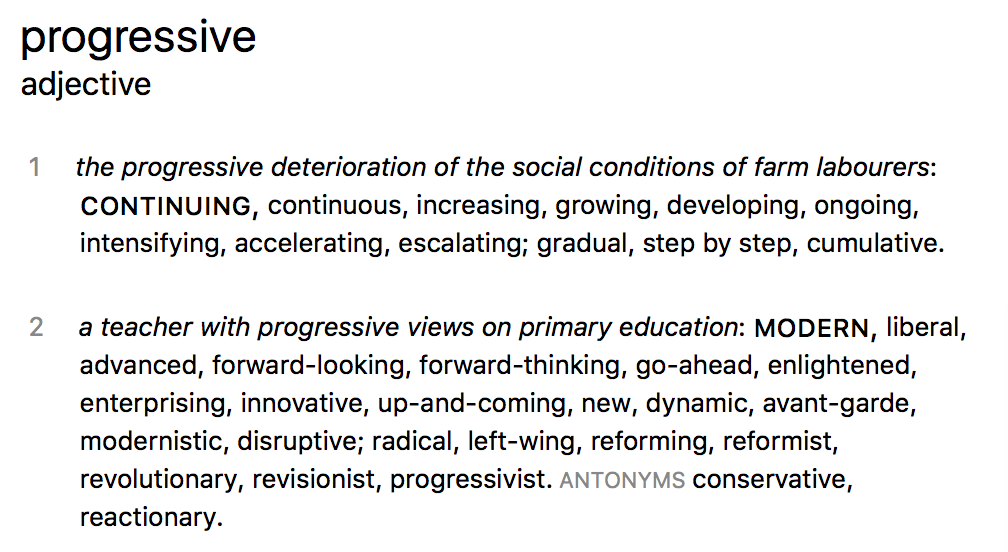 progressive
adjective
1 the progressive deterioration of the social conditions of farm labourers:
CONTINUING, continuous, increasing, growing, developing, ongoing,
intensifying, accelerating, escalating; gradual, step by step, cumulative.
2 a teacher with progressive views on primary education: MODERN, liberal,
advanced, forward-looking, forward-thinking, go-ahead, enlightened,
enterprising, innovative, up-and-coming, new, dynamic, avant-garde,
modernistic, disruptive; radical, left-wing, reforming, reformist,
revolutionary, revisionist, progressivist. ANTONYMS conservative,
reactionary.